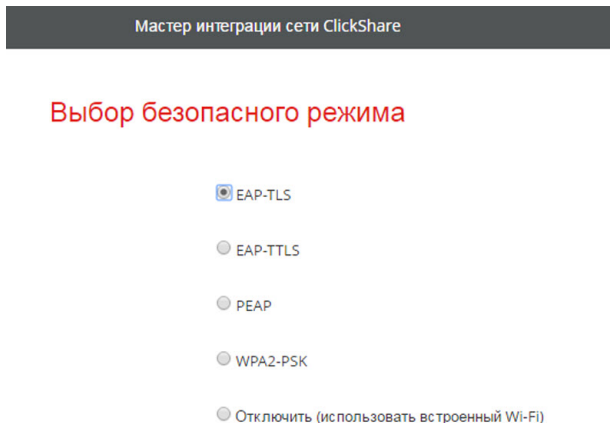 Мастер интеграции сети ClickShare
Выбор безопасного режима
EAP-TLS
EAP-TTLS
PEAP
WPA2-PSK
Отключить (использовать встроенный Wi-Fi)